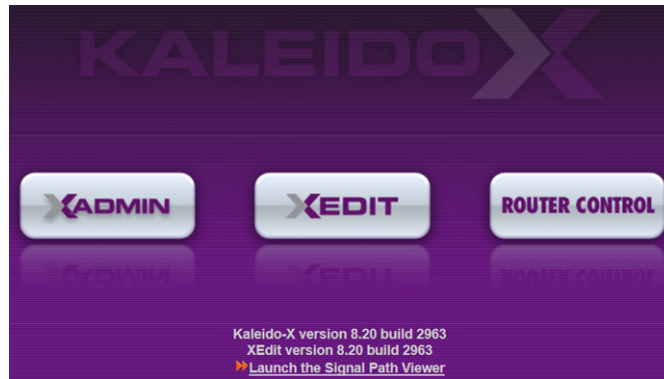 KALEIDO X
XADMIN
XEDIT
ROUTER CONTROL
Kaleido-X version 8.20 build 2963
XEdit version 8.20 build 2963
Launch the Signal Path Viewer